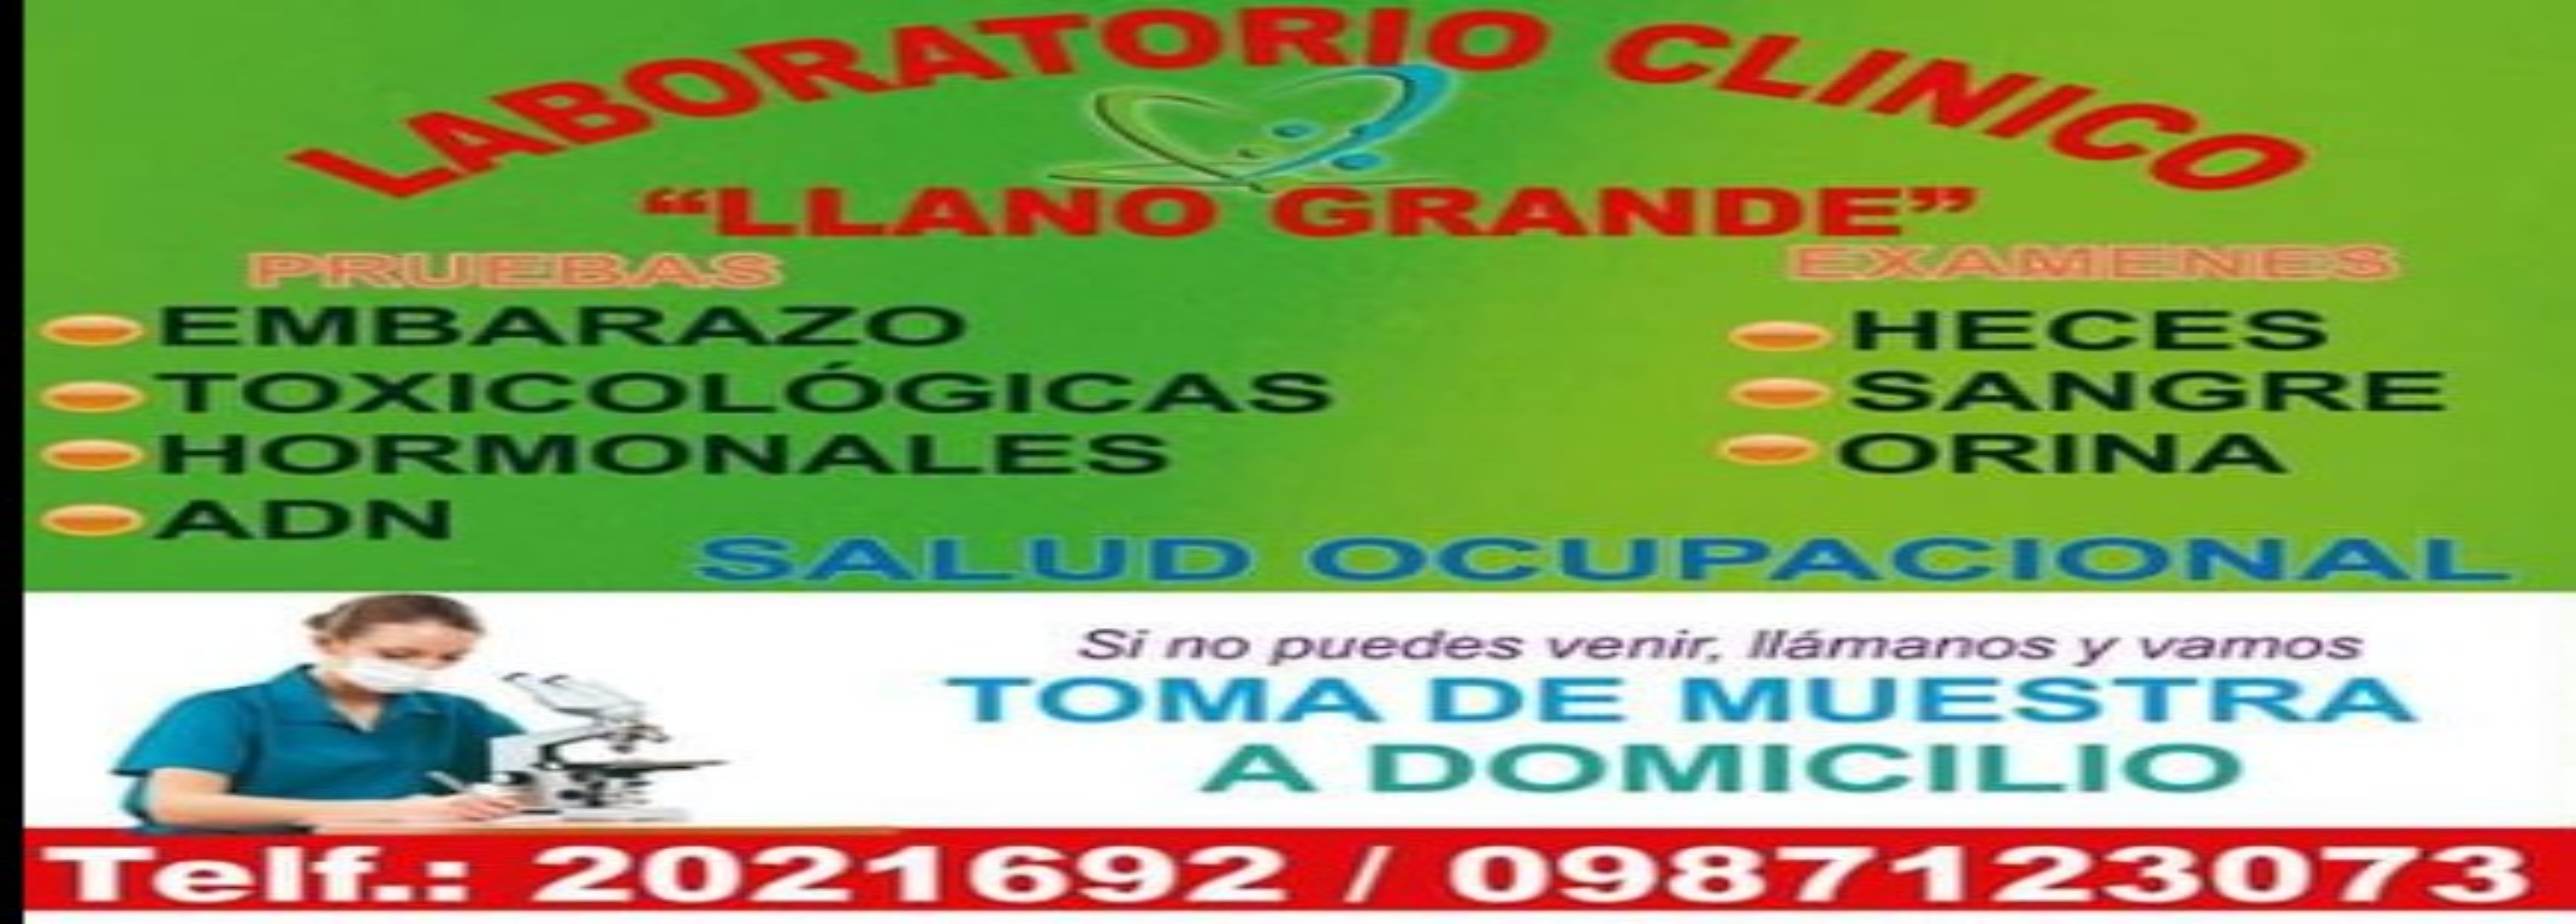 LABORATORIO CLINICO
“LLANO GRANDE”
PRUEBAS
EMBARAZO
TOXICOLÓGICAS
HORMONALES
ADN
EXAMENES
HECES
SANGRE
ORINA
SALUD OCUPACIONAL
Si no puedes venir, llámanos y vamos
TOMA DE MUESTRA
A DOMICILIO
Telf.: 2021692 / 0987123073